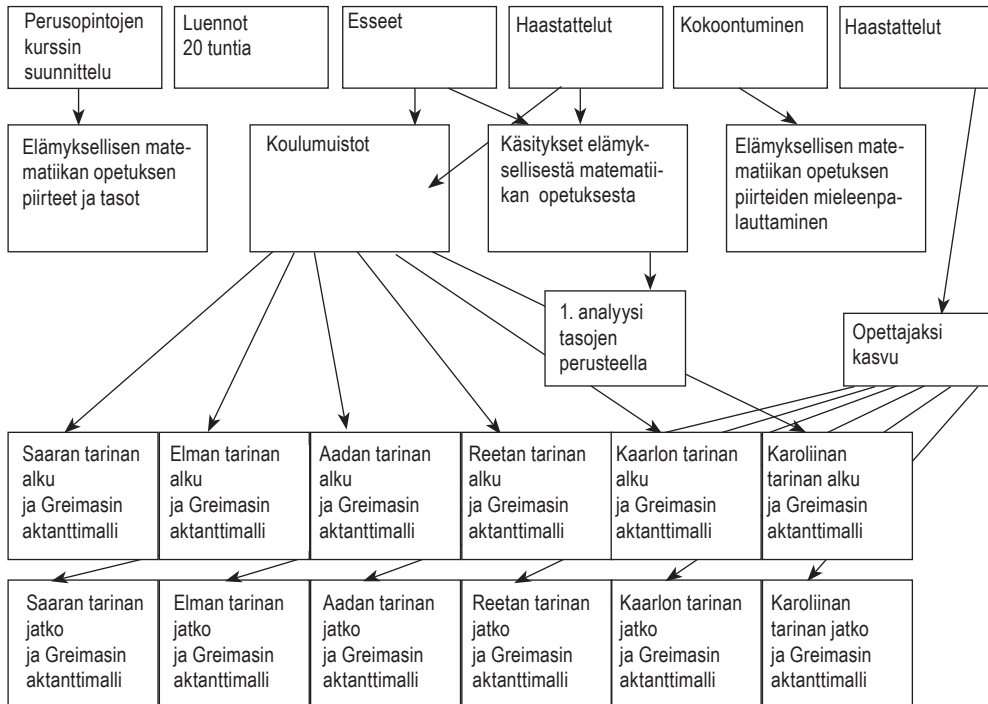 Perusopintojen
kurssin
suunnittelu
Luennot
20 tuntia
Esseet
Haastattelut
Kokoontuminen
Haastattelut
Elämyksellisen mate-
matiikan opetuksen
piirteet ja tasot
Koulumuistot
Käsitykset elämyk-
sellisestä matematii-
kan opetuksesta
Elämyksellisen mate-
matiikan opetuksen
piirteiden mieleenpa-
lauttaminen
1. analyysi
tasojen
perusteella
Opettajaksi
kasvu
Saaran tarinan
alku
ja Greimasin
aktanttimalli
Elman tarinan
alku
ja Greimasin
aktanttimalli
Aadan tarinan
alku
ja Greimasin
aktanttimalli
Reetan tarinan
alku
ja Greimasin
aktanttimalli
Kaarlon tarinan
alku
ja Greimasin
aktanttimalli
Karoliinan
tarinan alku
ja Greimasin
aktanttimalli
Saaran tarinan
jatko
ja Greimasin
aktanttimalli
Elman tarinan
jatko
ja Greimasin
aktanttimalli
Aadan tarinan
jatko
ja Greimasin
aktanttimalli
Reetan tarinan
jatko
ja Greimasin
aktanttimalli
Kaarlon tarinan
jatko
ja Greimasin
aktanttimalli
Karoliinan
tarinan jatko
ja Greimasin
aktanttimalli